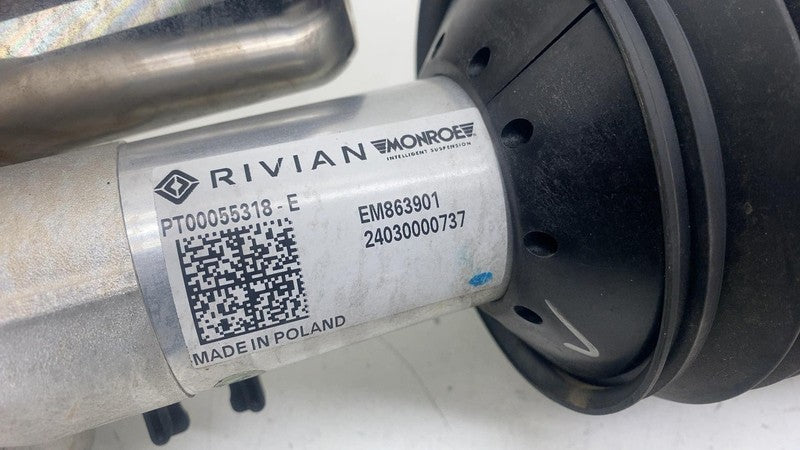 RIVIAN MONROE
INTELLIGENT SUSPENSION
PT00055318-E
EM863901
24030000737
MADE IN POLAND